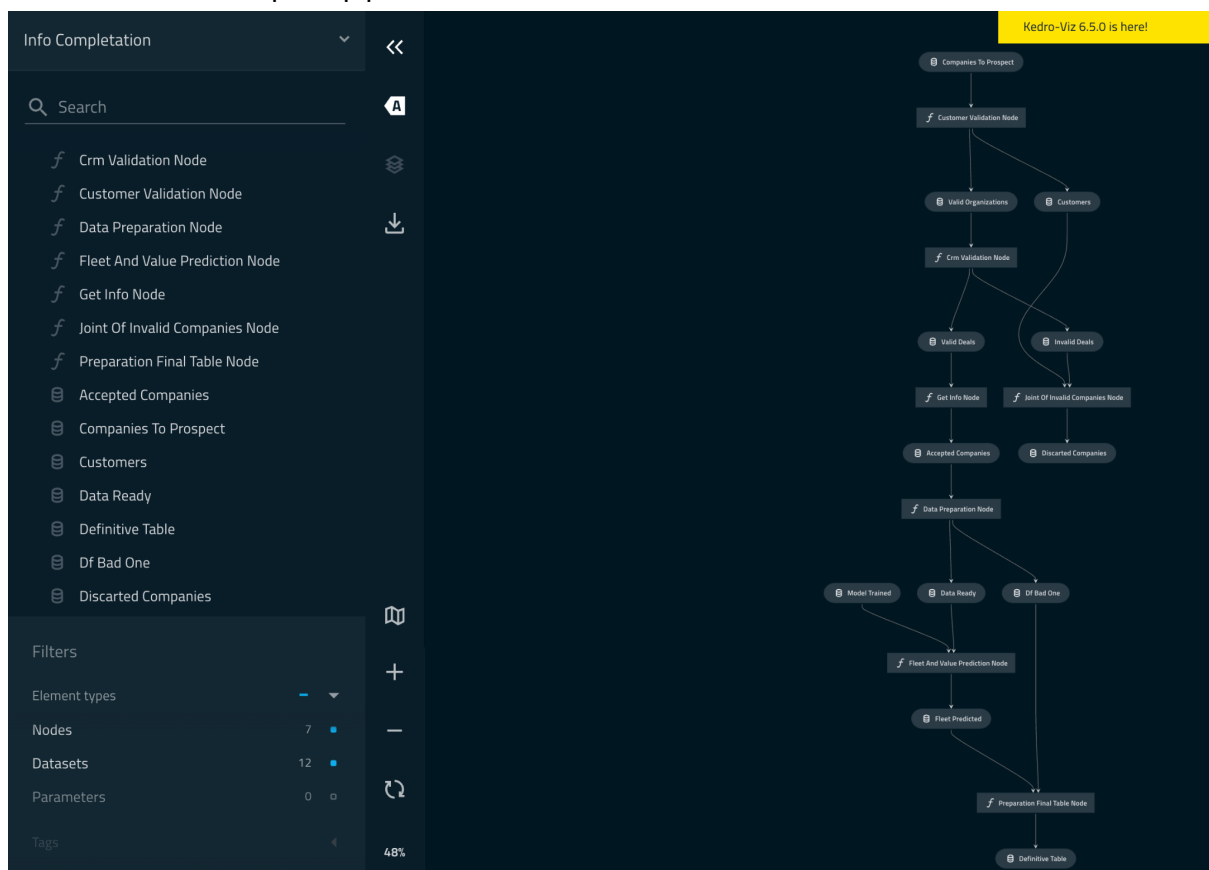 Info Completation
Search
Crm Validation Node
Customer Validation Node
Data Preparation Node
Fleet And Value Prediction Node
Get Info Node
Joint Of Invalid Companies Node
Preparation Final Table Node
Accepted Companies
Companies To Prospect
Customers
Data Ready
Definitive Table
Df Bad One
Discarted Companies
Filters
Element types
Nodes 7
Datasets 12
Parameters 0
Tags
A
48%
Kedro-Viz 6.5.0 is here!
Companies To Prospect
Customer Validation Node
Valid Organizations Customers
Crm Validation Node
Valid Deals Invalid Deals
Get Info Node Joint Of Invalid Companies Node
Accepted Companies Discarted Companies
Data Preparation Node
Model Trained Data Ready Df Bad One
Fleet And Value Prediction Node
Fleet Predicted
Preparation Final Table Node
Definitive Table